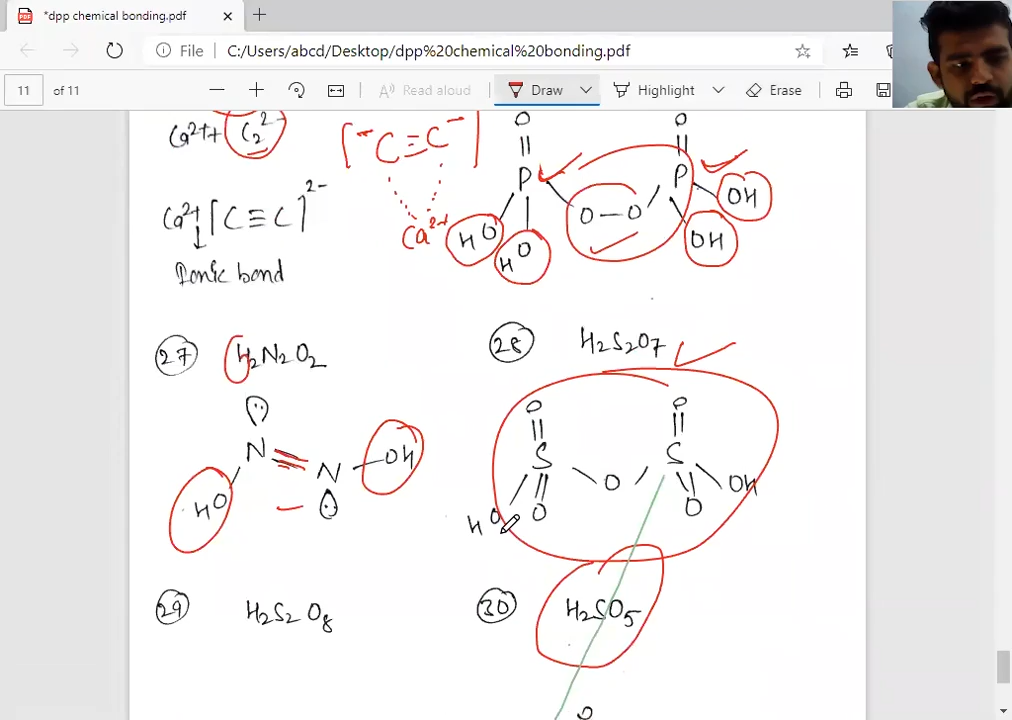 *dpp chemical bonding.pdf
File C:/Users/abcd/Desktop/dpp%20chemical%20bonding.pdf
11 of 11 Read aloud Draw Highlight Erase
Ca2++ C2 2-
[-C≡C-]
Ca2+
O O
P P
O-O
HO HO OH OH
Ca2+ [C≡C]2-
Ionic bond
27 H2N2O2
N = N -OH
HO
28 H2S2O7
O O
S O S
HO O O OH
29 H2S2O8
30 H2SO5
O